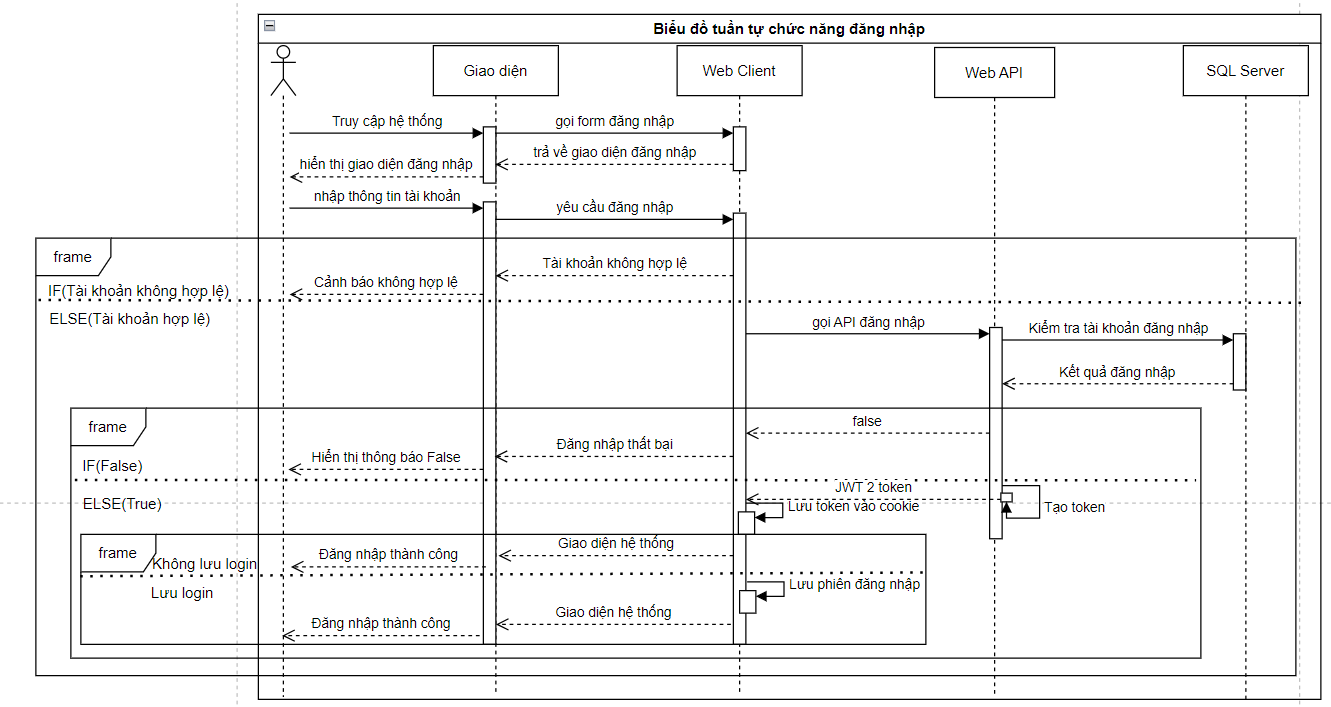 Biểu đồ tuần tự chức năng đăng nhập
Giao diện
Web Client
Web API
SQL Server
Truy cập hệ thống
gọi form đăng nhập
trả về giao diện đăng nhập
hiển thị giao diện đăng nhập
nhập thông tin tài khoản
yêu cầu đăng nhập
frame
Tài khoản không hợp lệ
Cảnh báo không hợp lệ
IF(Tài khoản không hợp lệ)
ELSE(Tài khoản hợp lệ)
gọi API đăng nhập
Kiểm tra tài khoản đăng nhập
Kết quả đăng nhập
frame
false
Đăng nhập thất bại
Hiển thị thông báo False
IF(False)
ELSE(True)
JWT 2 token
Lưu token vào cookie
Tạo token
frame
Giao diện hệ thống
Đăng nhập thành công
Không lưu login
Lưu login
Lưu phiên đăng nhập
Giao diện hệ thống
Đăng nhập thành công